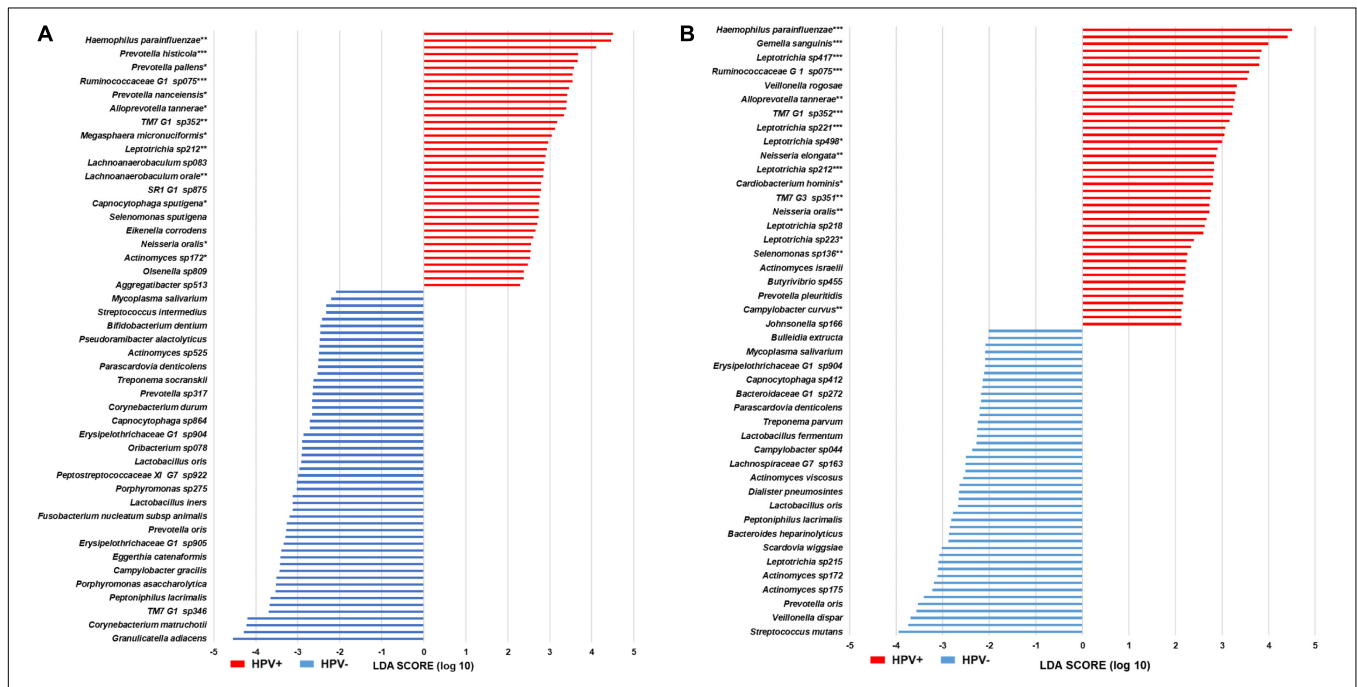 A
Haemophilus parainfluenzae**
Prevotella histicola***
Prevotella pallens*
Ruminococcaceae G1 sp075***
Prevotella nanceiensis*
Alloprevotella tannerae*
TM7 G1 sp352**
Megasphaera micronuciformis*
Leptotrichia sp212**
Lachnoanaerobaculum sp083
Lachnoanaerobaculum orale**
SR1 G1 sp875
Capnocytophaga sputigena*
Selenomonas sputigena
Eikenella corrodens
Neisseria oralis*
Actinomyces sp172*
Olsenella sp809
Aggregatibacter sp513
Mycoplasma salivarium
Streptococcus intermedius
Bifidobacterium dentium
Pseudoramibacter alactolyticus
Actinomyces sp525
Parascardovia denticolens
Treponema socranskii
Prevotella sp317
Corynebacterium durum
Capnocytophaga sp864
Erysipelothrichaceae G1 sp904
Oribacterium sp078
Lactobacillus oris
Peptostreptococcaceae XI G7 sp922
Porphyromonas sp275
Lactobacillus iners
Fusobacterium nucleatum subsp animalis
Prevotella oris
Erysipelothrichaceae G1 sp905
Eggerthia catenaformis
Campylobacter gracilis
Porphyromonas asaccharolytica
Peptoniphilus lacrimalis
TM7 G1 sp346
Corynebacterium matruchotii
Granulicatella adiacens
-5 -4 -3 -2 -1 0 1 2 3 4 5
HPV+ HPV- LDA SCORE (log 10)
B
Haemophilus parainfluenzae***
Gemella sanguinis***
Leptotrichia sp417***
Ruminococcaceae G 1 sp075***
Veillonella rogosae
Alloprevotella tannerae**
TM7 G1 sp352***
Leptotrichia sp221***
Leptotrichia sp498*
Neisseria elongata**
Leptotrichia sp212***
Cardiobacterium hominis*
TM7 G3 sp351**
Neisseria oralis**
Leptotrichia sp218
Leptotrichia sp223*
Selenomonas sp136**
Actinomyces israelii
Butyrivibrio sp455
Prevotella pleuritidis
Campylobacter curvus**
Johnsonella sp166
Bulleidia extructa
Mycoplasma salivarium
Erysipelothrichaceae G1 sp904
Capnocytophaga sp412
Bacteroidaceae G1 sp272
Parascardovia denticolens
Treponema parvum
Lactobacillus fermentum
Campylobacter sp044
Lachnospiraceae G7 sp163
Actinomyces viscosus
Dialister pneumosintes
Lactobacillus oris
Peptoniphilus lacrimalis
Bacteroides heparinolyticus
Scardovia wiggsiae
Leptotrichia sp215
Actinomyces sp172
Actinomyces sp175
Prevotella oris
Veillonella dispar
Streptococcus mutans
-5 -4 -3 -2 -1 0 1 2 3 4 5
HPV+ HPV- LDA SCORE (log 10)